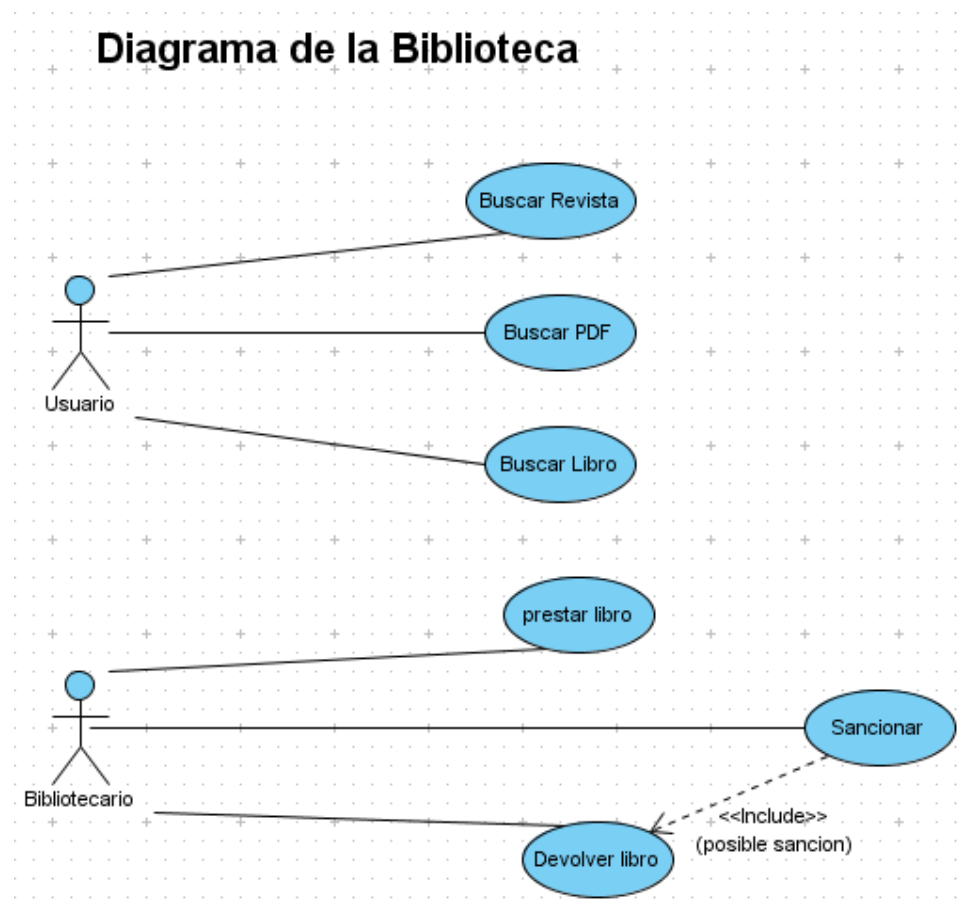 Diagrama de la Biblioteca
Buscar Revista
Buscar PDF
Usuario
Buscar Libro
prestar libro
Sancionar
Bibliotecario
<<Include>>
(posible sancion)
Devolver libro